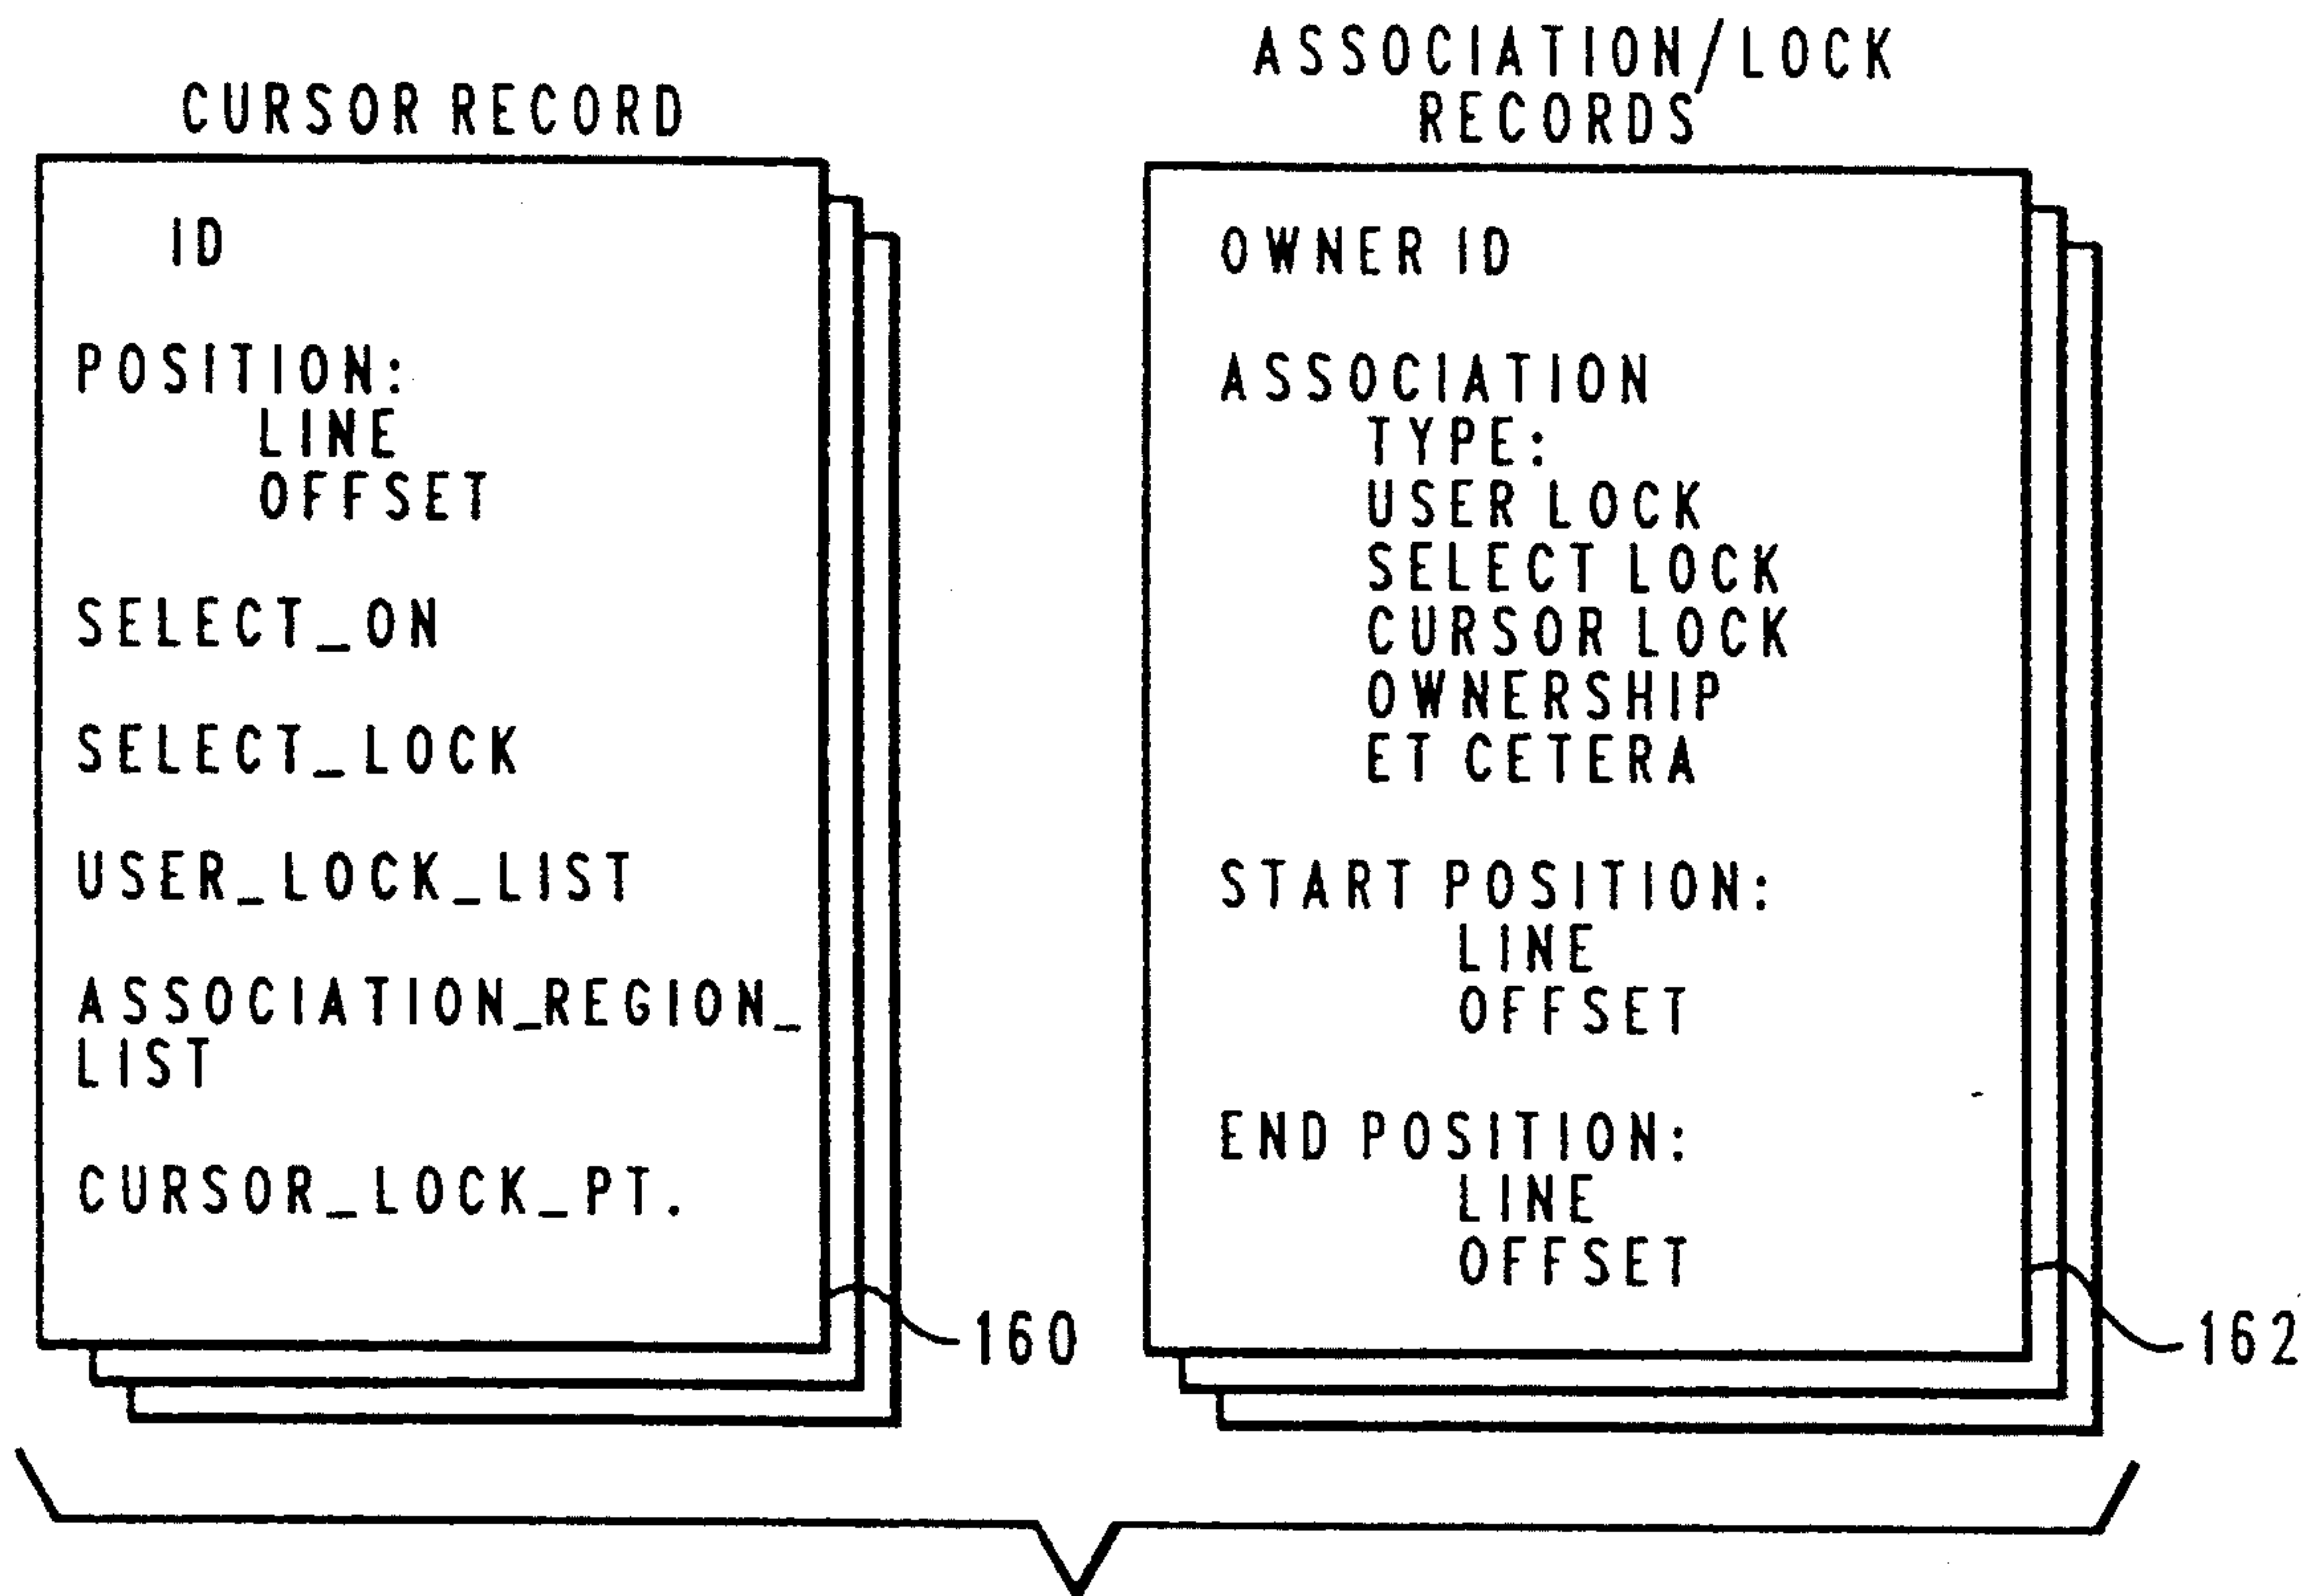 CURSOR RECORD
ID
POSITION:
LINE
OFFSET
SELECT_ON
SELECT_LOCK
USER_LOCK_LIST
ASSOCIATION_REGION_
LIST
CURSOR_LOCK_PT.
160
ASSOCIATION/LOCK
RECORDS
OWNER ID
ASSOCIATION
TYPE:
USER LOCK
SELECT LOCK
CURSOR LOCK
OWNERSHIP
ET CETERA
START POSITION:
LINE
OFFSET
END POSITION:
LINE
OFFSET
162